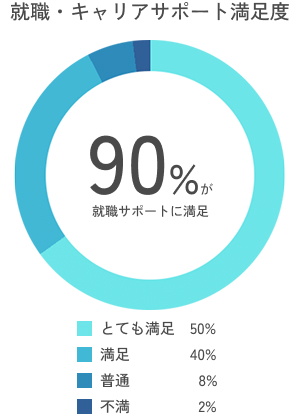 就職・キャリアサポート満足度
90%が
就職サポートに満足
とても満足 50%
満足 40%
普通 8%
不満 2%